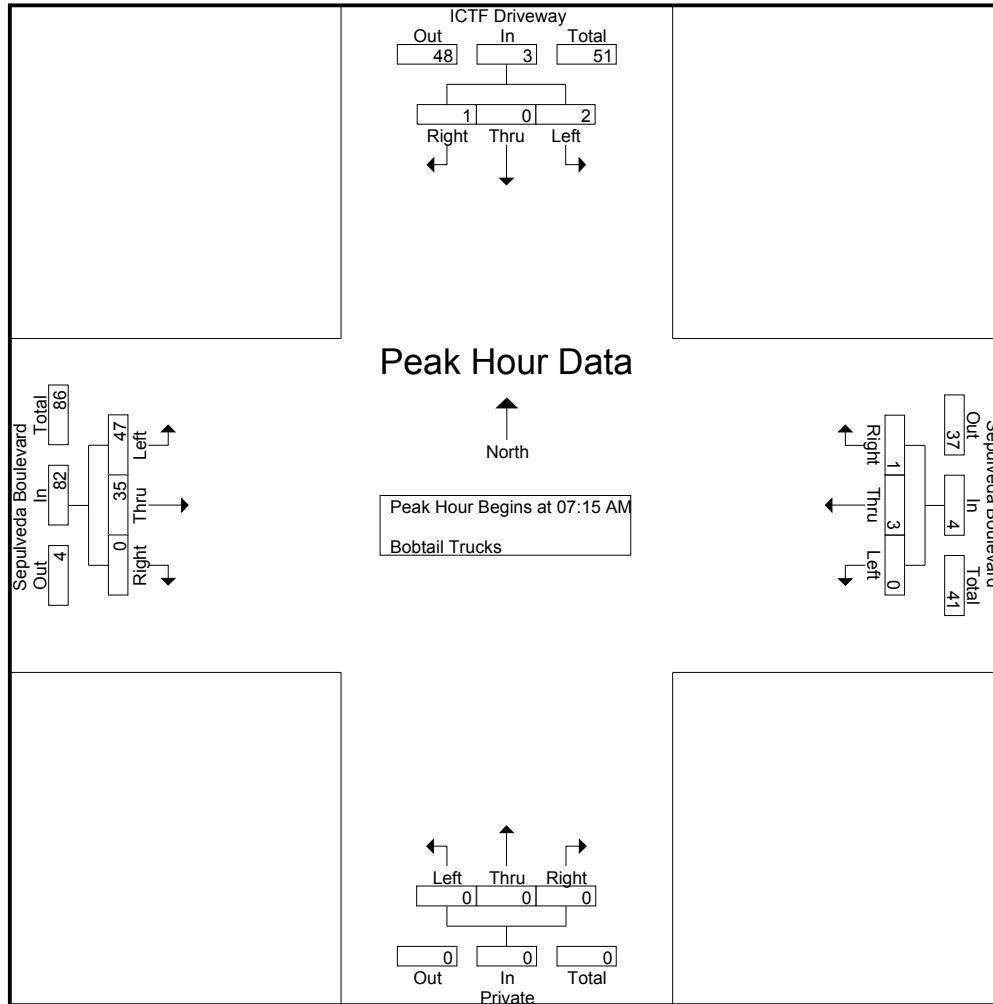 ICTF Driveway
Out In Total
48 3 51
1 0 2
Right Thru Left
Peak Hour Data
North
Peak Hour Begins at 07:15 AM
Bobtail Trucks
Sepulveda Boulevard
Total In Out
86 82 4
47 35 0
Left Thru Right
Sepulveda Boulevard
Out In Total
37 4 41
1 3 0
Right Thru Left
Left Thru Right
0 0 0
0 0 0
Out In Total
Private